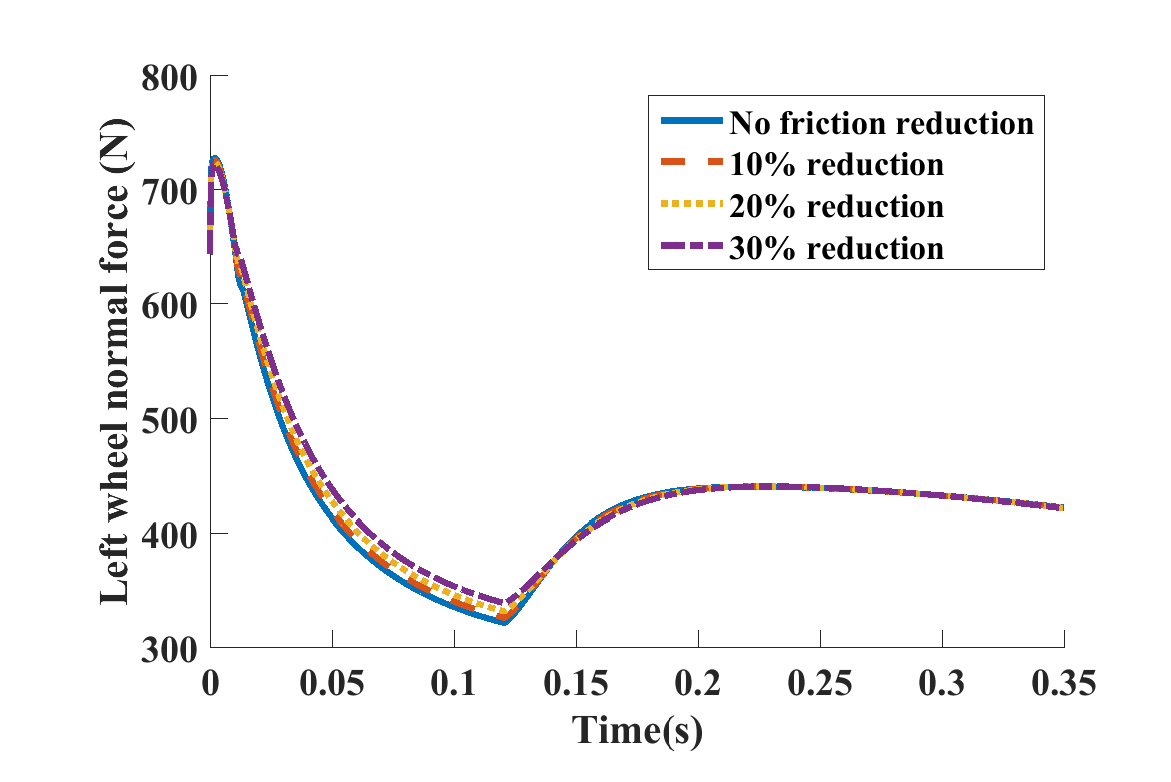 800
700
600
500
400
300
Left wheel normal force (N)
No friction reduction
10% reduction
20% reduction
30% reduction
0 0.05 0.1 0.15 0.2 0.25 0.3 0.35
Time(s)